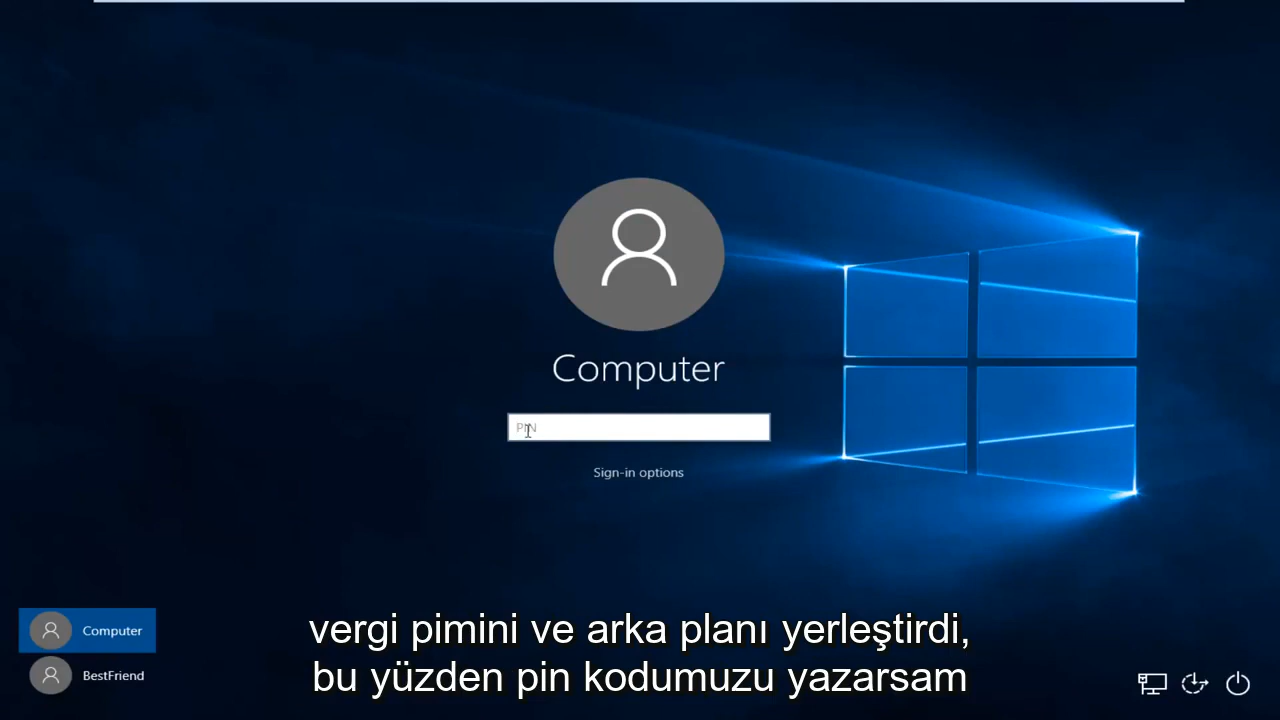 Computer
PIN
Sign-in options
Computer
BestFriend
vergi pimini ve arka planı yerleştirdi,
bu yüzden pin kodumuzu yazarsam